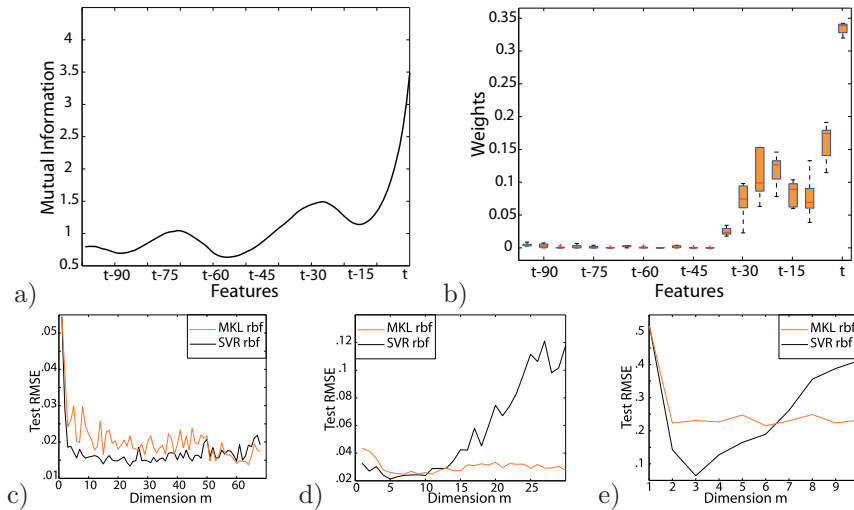 4
3.5
3
2.5
2
1.5
1
0.5
Mutual Information
t-90 t-75 t-60 t-45 t-30 t-15 t
Features
a)
0.35
0.3
0.25
0.2
0.15
0.1
0.05
0
Weights
t-90 t-75 t-60 t-45 t-30 t-15 t
Features
b)
.05
.04
.03
.02
.01
Test RMSE
MKL rbf
SVR rbf
0 10 20 30 40 50 60
Dimension m
c)
.12
.1
.08
.06
.04
.02
Test RMSE
MKL rbf
SVR rbf
0 5 10 15 20 25
Dimension m
d)
.5
.4
.3
.2
.1
Test RMSE
MKL rbf
SVR rbf
1 2 3 4 5 6 7 8 9
Dimension m
e)